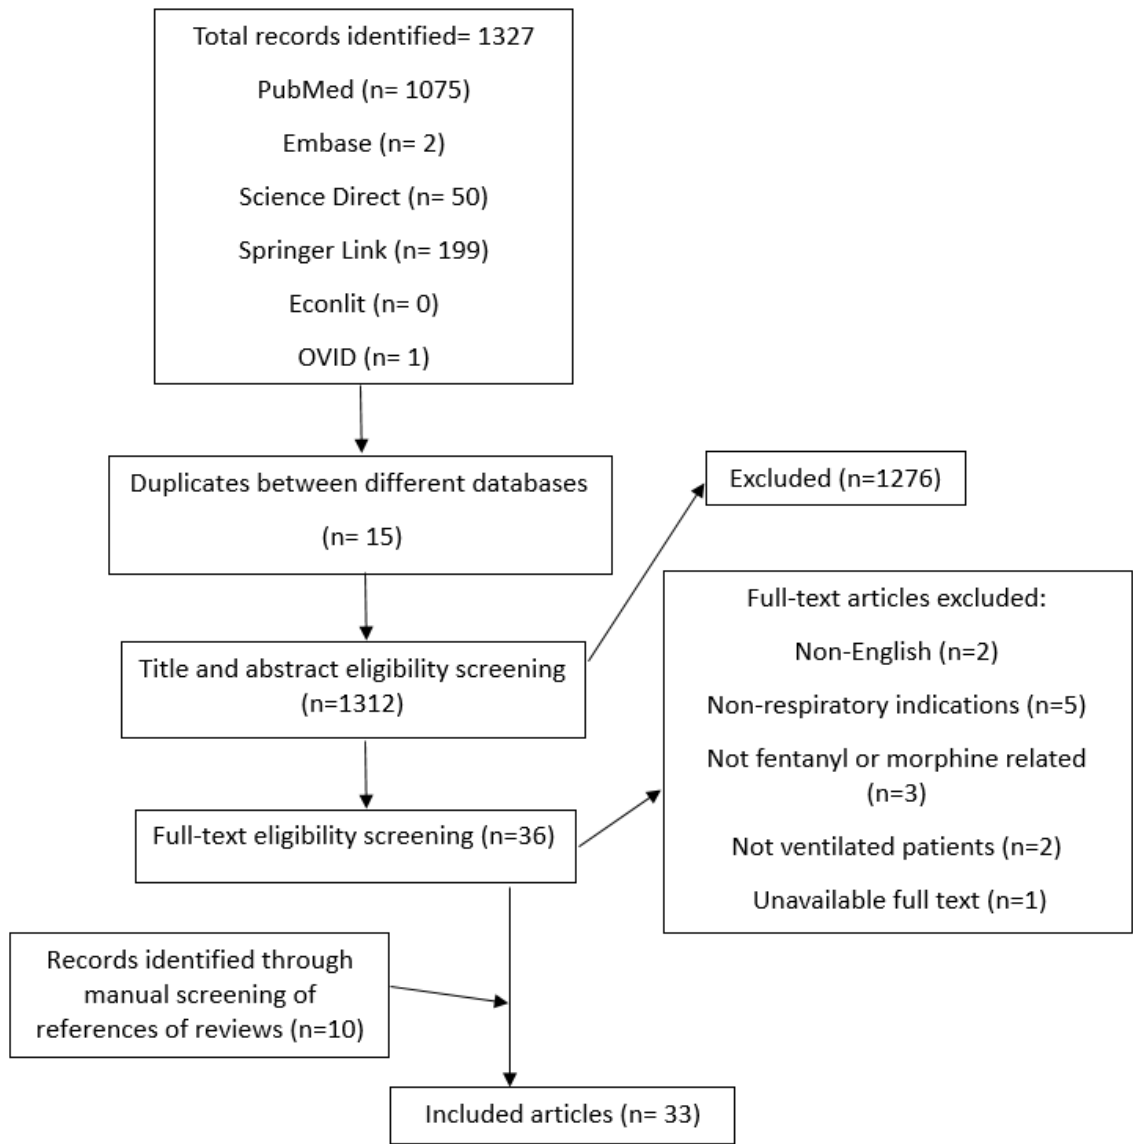 Total records identified= 1327
PubMed (n= 1075)
Embase (n= 2)
Science Direct (n= 50)
Springer Link (n= 199)
Econlit (n= 0)
OVID (n= 1)
Duplicates between different databases
(n= 15)
Excluded (n=1276)
Title and abstract eligibility screening
(n=1312)
Full-text articles excluded:
Non-English (n=2)
Non-respiratory indications (n=5)
Not fentanyl or morphine related
(n=3)
Not ventilated patients (n=2)
Unavailable full text (n=1)
Full-text eligibility screening (n=36)
Records identified through
manual screening of
references of reviews (n=10)
Included articles (n= 33)